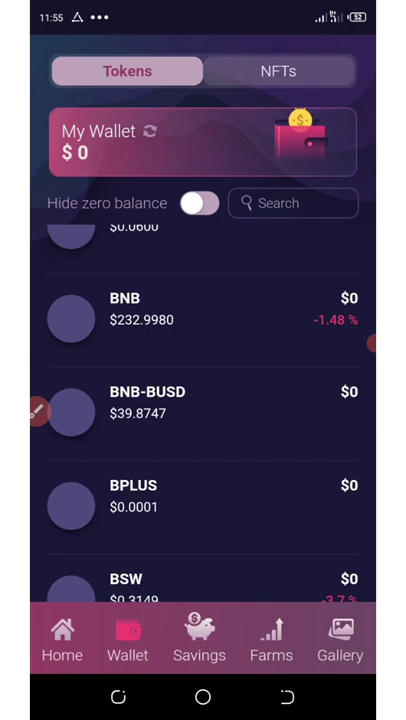 11:55
52
Tokens
NFTs
My Wallet
$ 0
Hide zero balance
Search
$0.0600
BNB
$0
$232.9980
-1.48 %
BNB-BUSD
$0
$39.8747
BPLUS
$0
$0.0001
BSW
$0
$0.3149
-3.7 %
Home
Wallet
Savings
Farms
Gallery